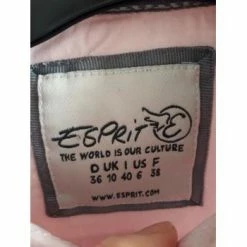 ESPRIT E
THE WORLD IS OUR CULTURE
D UK I US F
36 10 40 6 38
WWW.ESPRIT.COM